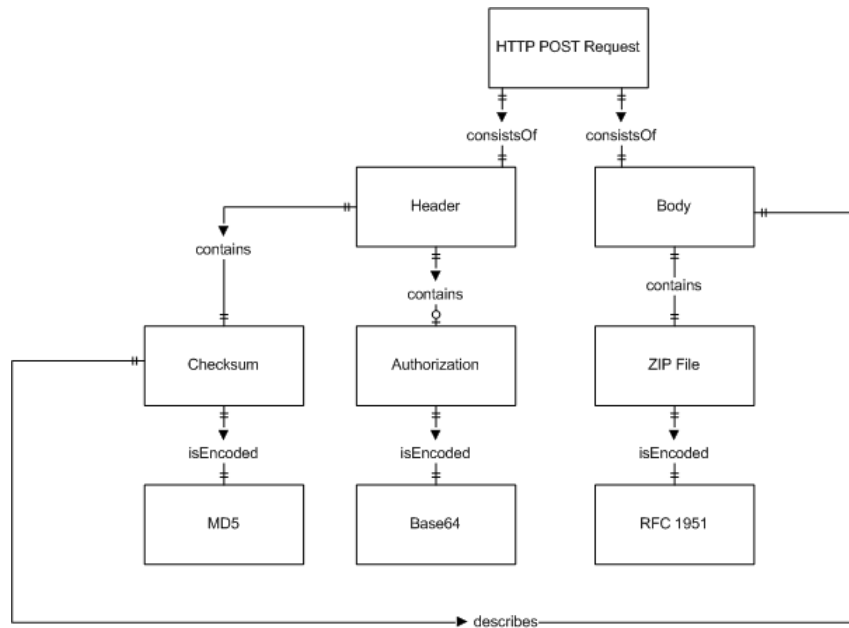 HTTP POST Request
consistsOf
consistsOf
Header
Body
contains
contains
contains
Checksum
Authorization
ZIP File
isEncoded
isEncoded
isEncoded
MD5
Base64
RFC 1951
describes